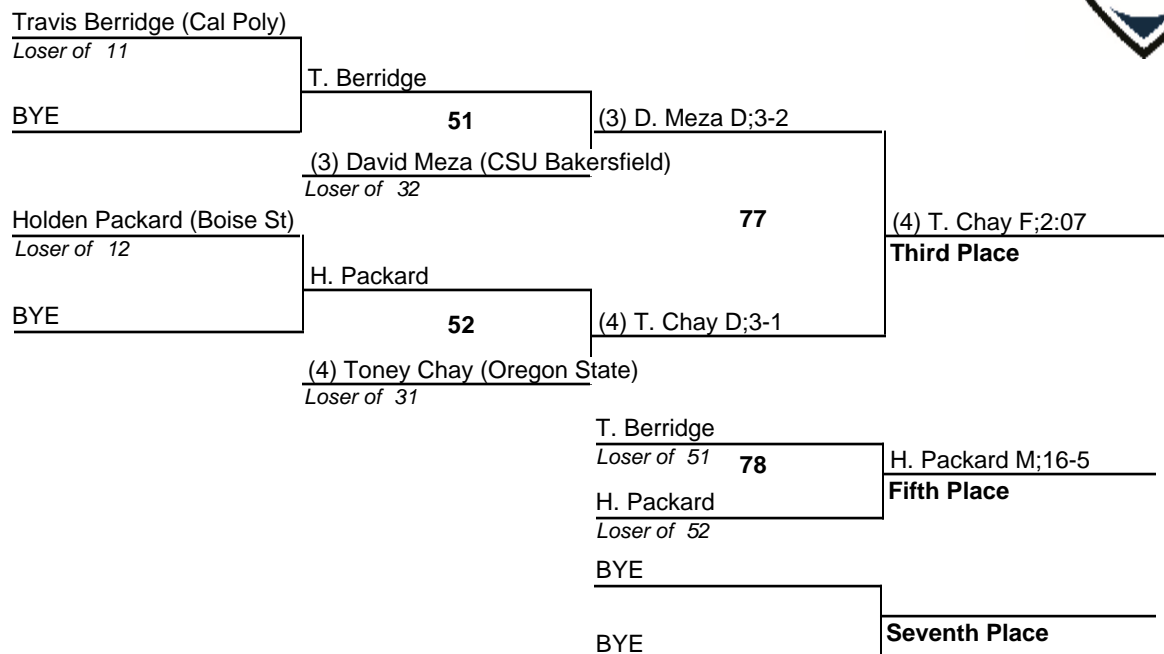 Travis Berridge (Cal Poly)
Loser of 11
T. Berridge
BYE
51
(3) D. Meza D;3-2
(3) David Meza (CSU Bakersfield)
Loser of 32
Holden Packard (Boise St)
77
(4) T. Chay F;2:07
Loser of 12
Third Place
H. Packard
BYE
52
(4) T. Chay D;3-1
(4) Toney Chay (Oregon State)
Loser of 31
T. Berridge
Loser of 51
78
H. Packard M;16-5
Fifth Place
H. Packard
Loser of 52
BYE
Seventh Place
BYE